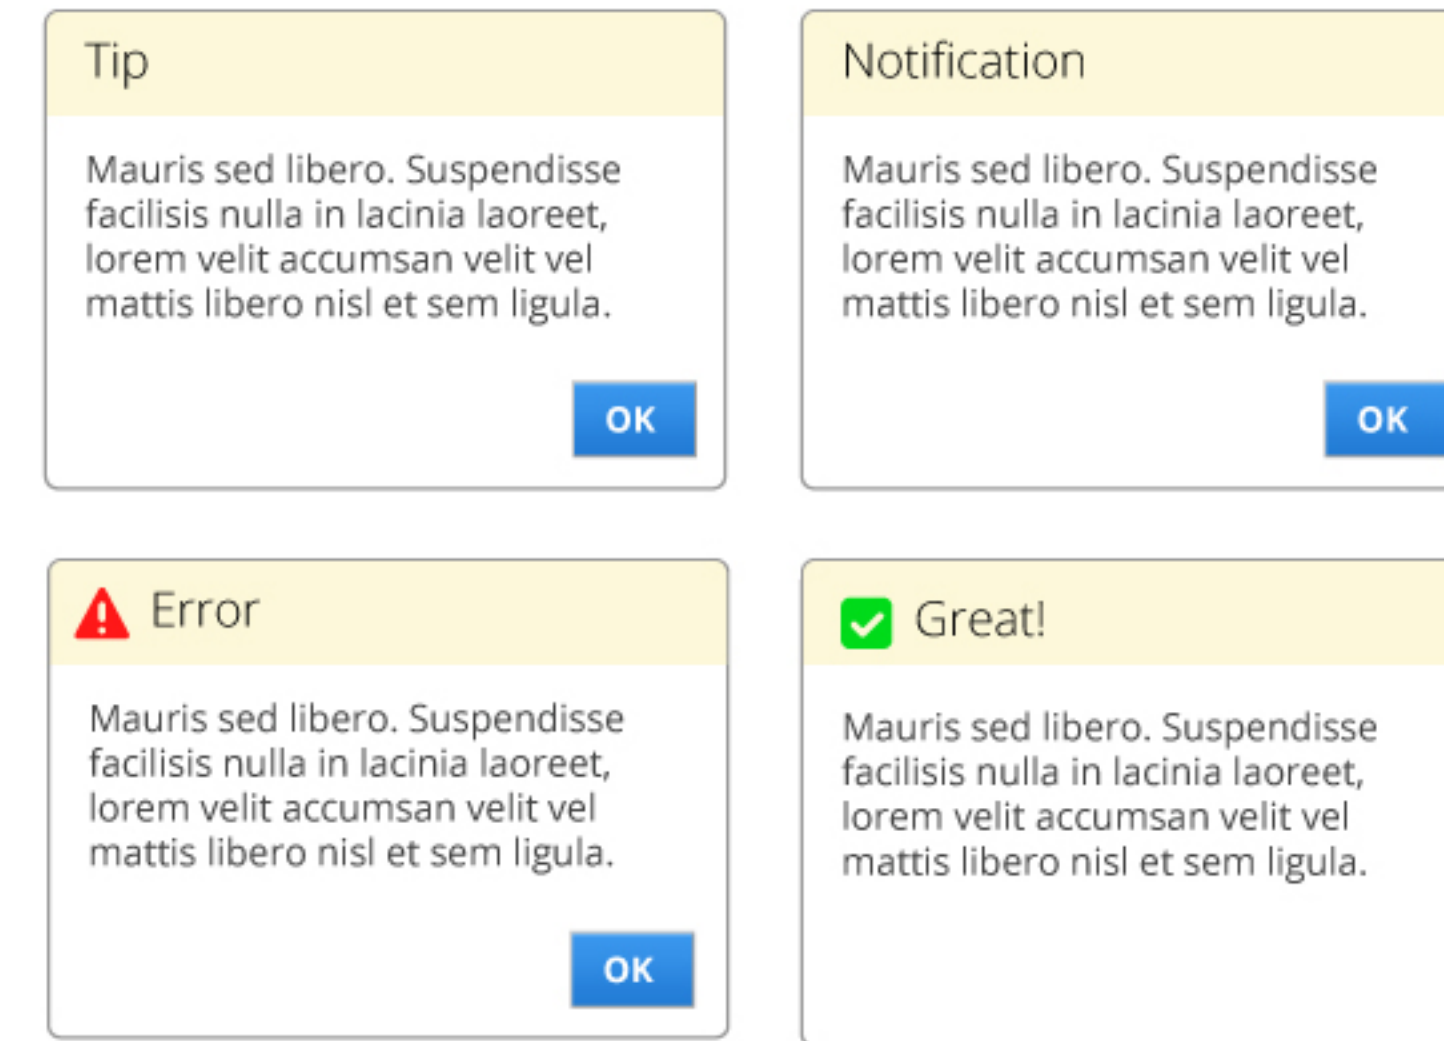 Tip
Mauris sed libero. Suspendisse
facilisis nulla in lacinia laoreet,
lorem velit accumsan velit vel
mattis libero nisl et sem ligula.
OK
Notification
Mauris sed libero. Suspendisse
facilisis nulla in lacinia laoreet,
lorem velit accumsan velit vel
mattis libero nisl et sem ligula.
OK
Error
Mauris sed libero. Suspendisse
facilisis nulla in lacinia laoreet,
lorem velit accumsan velit vel
mattis libero nisl et sem ligula.
OK
Great!
Mauris sed libero. Suspendisse
facilisis nulla in lacinia laoreet,
lorem velit accumsan velit vel
mattis libero nisl et sem ligula.